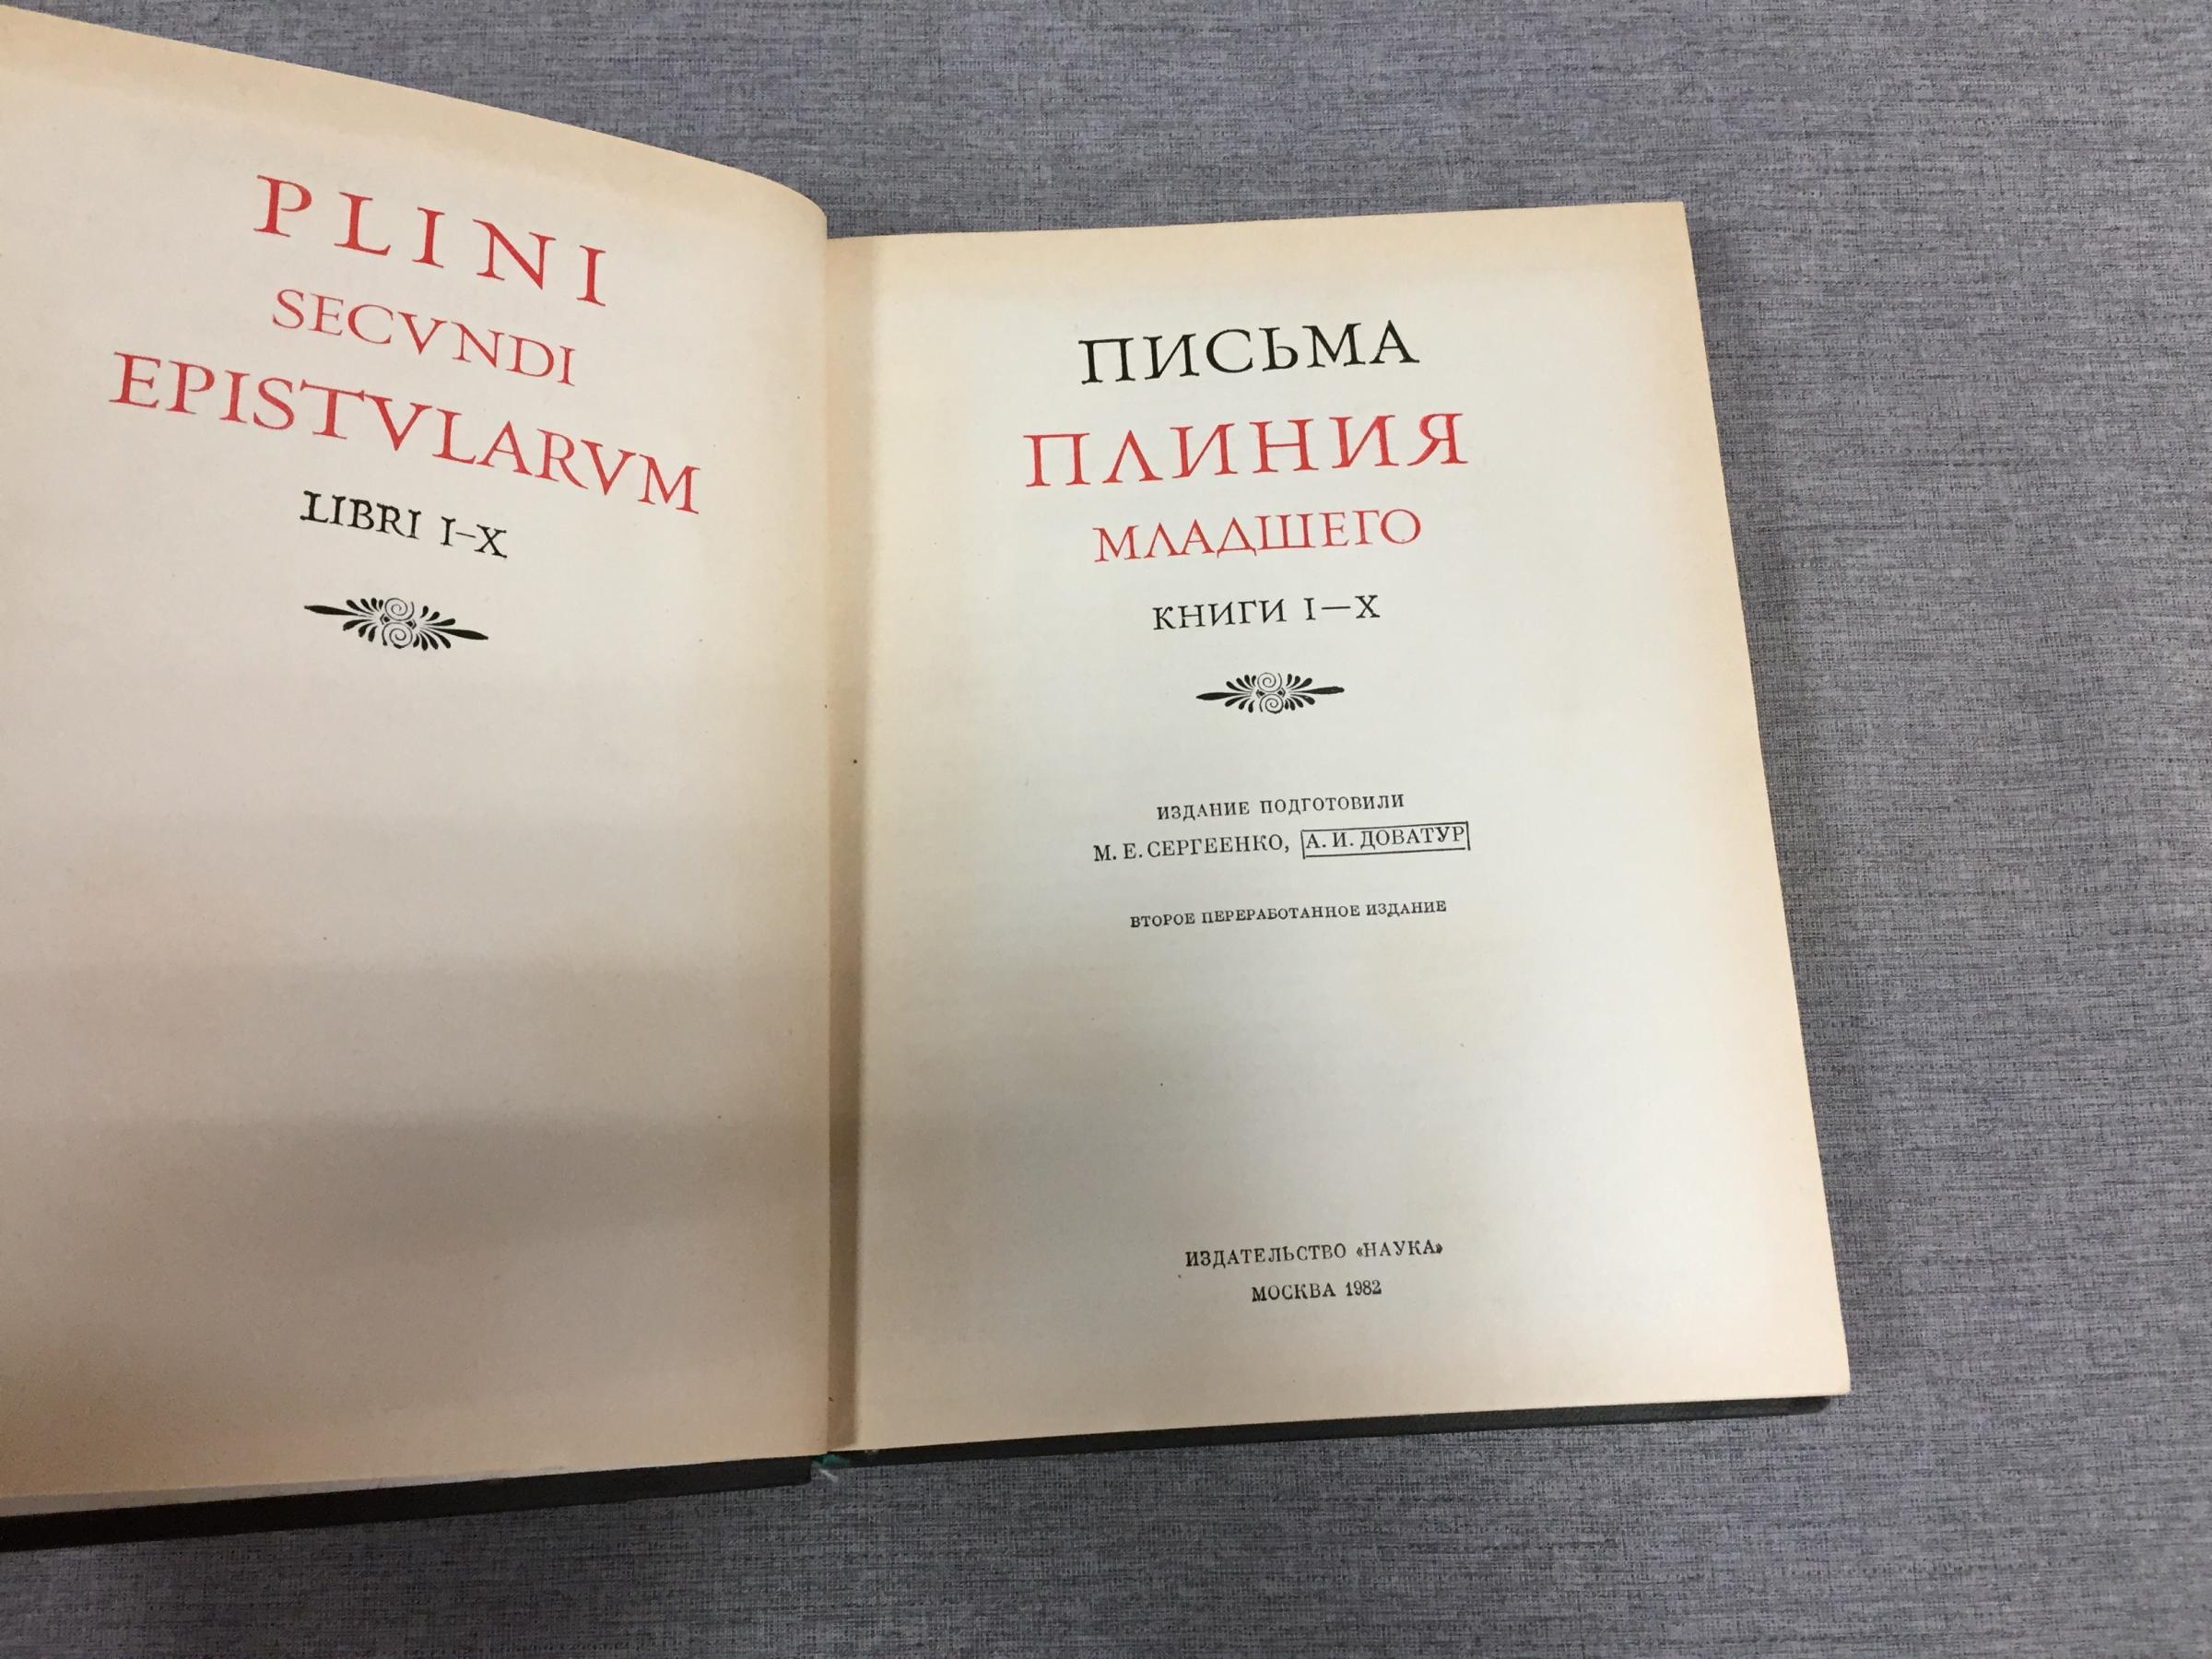 PLINI
SECVNDI
EPISTVLARVM
LIBRI I–X
ПИСЬМА
ПЛИНИЯ
МЛАДШЕГО
КНИГИ I—X
ИЗДАНИЕ ПОДГОТОВИЛИ
М. Е. СЕРГЕЕНКО, А. И. ДОВАТУР
ВТОРОЕ ПЕРЕРАБОТАННОЕ ИЗДАНИЕ
ИЗДАТЕЛЬСТВО «НАУКА»
МОСКВА 1982